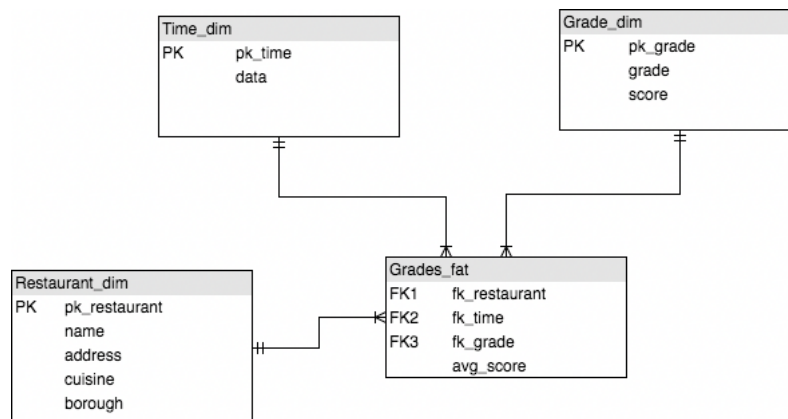 Time_dim
PK pk_time
data
Grade_dim
PK pk_grade
grade
score
Restaurant_dim
PK pk_restaurant
name
address
cuisine
borough
Grades_fat
FK1 fk_restaurant
FK2 fk_time
FK3 fk_grade
avg_score